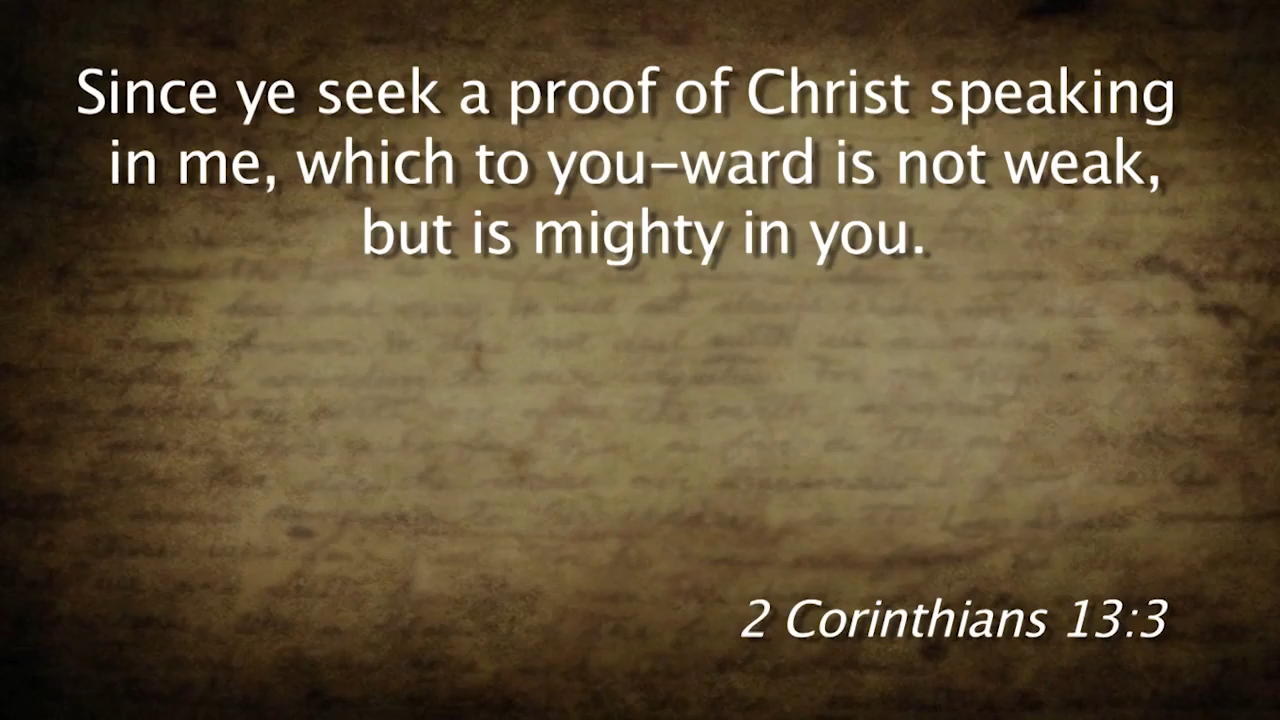 Since ye seek a proof of Christ speaking
in me, which to you-ward is not weak,
but is mighty in you.
2 Corinthians 13:3